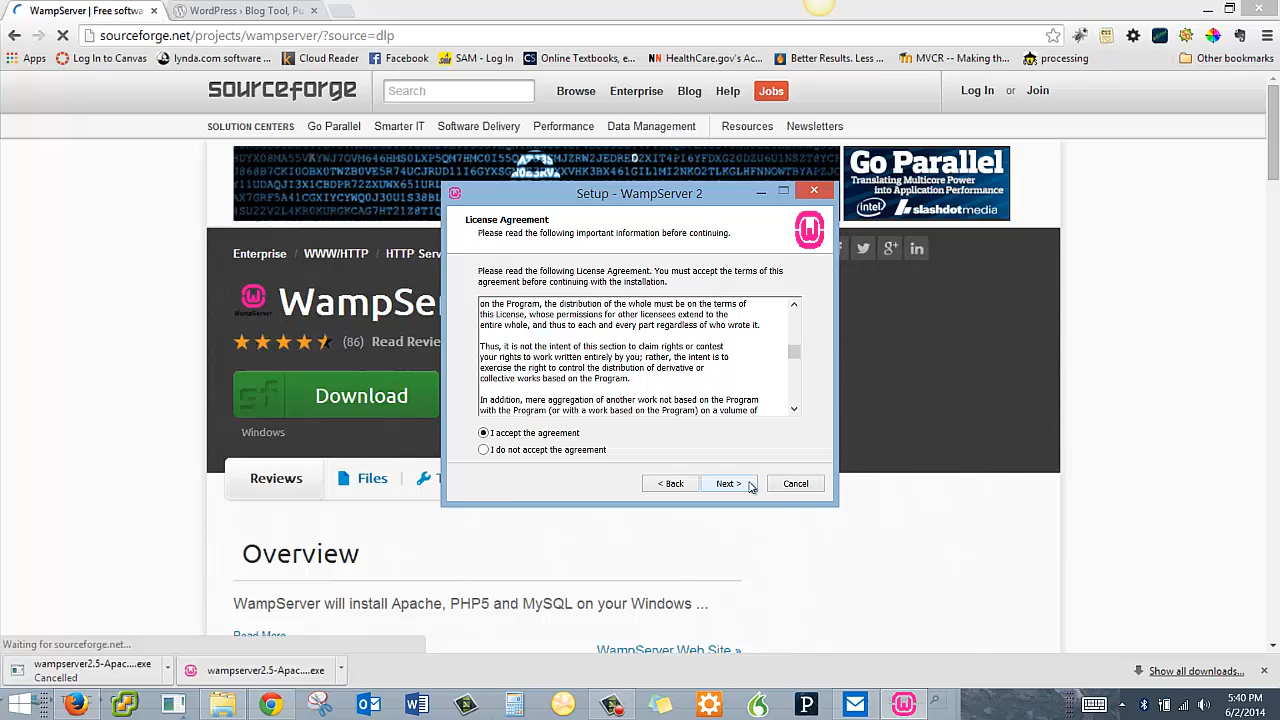 WampServer | Free softwa
WordPress › Blog Tool, Pu
sourceforge.net/projects/wampserver/?source=dlp
Apps
Log In to Canvas
lynda.com software ...
Cloud Reader
Facebook
SAM - Log In
Online Textbooks, e...
HealthCare.gov's Ac...
Better Results. Less ...
MVCR -- Making th...
processing
Other bookmarks
sourceforge
Search
Browse
Enterprise
Blog
Help
Jobs
Log In or Join
SOLUTION CENTERS
Go Parallel
Smarter IT
Software Delivery
Performance
Data Management
Resources
Newsletters
Go Parallel
Translating Multicore Power
into Application Performance
intel
slashdotmedia
Setup - WampServer 2
License Agreement
Please read the following important information before continuing.
Please read the following License Agreement. You must accept the terms of this
agreement before continuing with the installation.
on the Program, the distribution of the whole must be on the terms of
this License, whose permissions for other licensees extend to the
entire whole, and thus to each and every part regardless of who wrote it.
Thus, it is not the intent of this section to claim rights or contest
your rights to work written entirely by you; rather, the intent is to
exercise the right to control the distribution of derivative or
collective works based on the Program.
In addition, mere aggregation of another work not based on the Program
with the Program (or with a work based on the Program) on a volume of
I accept the agreement
I do not accept the agreement
< Back
Next >
Cancel
Enterprise
WWW/HTTP
HTTP Serv
WampSe
WampServer
(86) Read Revie
sf
Download
Windows
Reviews
Files
Overview
WampServer will install Apache, PHP5 and MySQL on your Windows ...
Read More
WampServer Web Site »
Waiting for sourceforge.net...
wampserver2.5-Apac....exe
Cancelled
wampserver2.5-Apac....exe
Show all downloads...
5:40 PM
6/2/2014